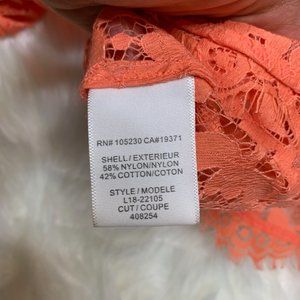 RN# 105230 CA#19371
SHELL / EXTERIEUR
58% NYLON/NYLON
42% COTTON/COTON
STYLE / MODELE
L18-22105
CUT / COUPE
408254